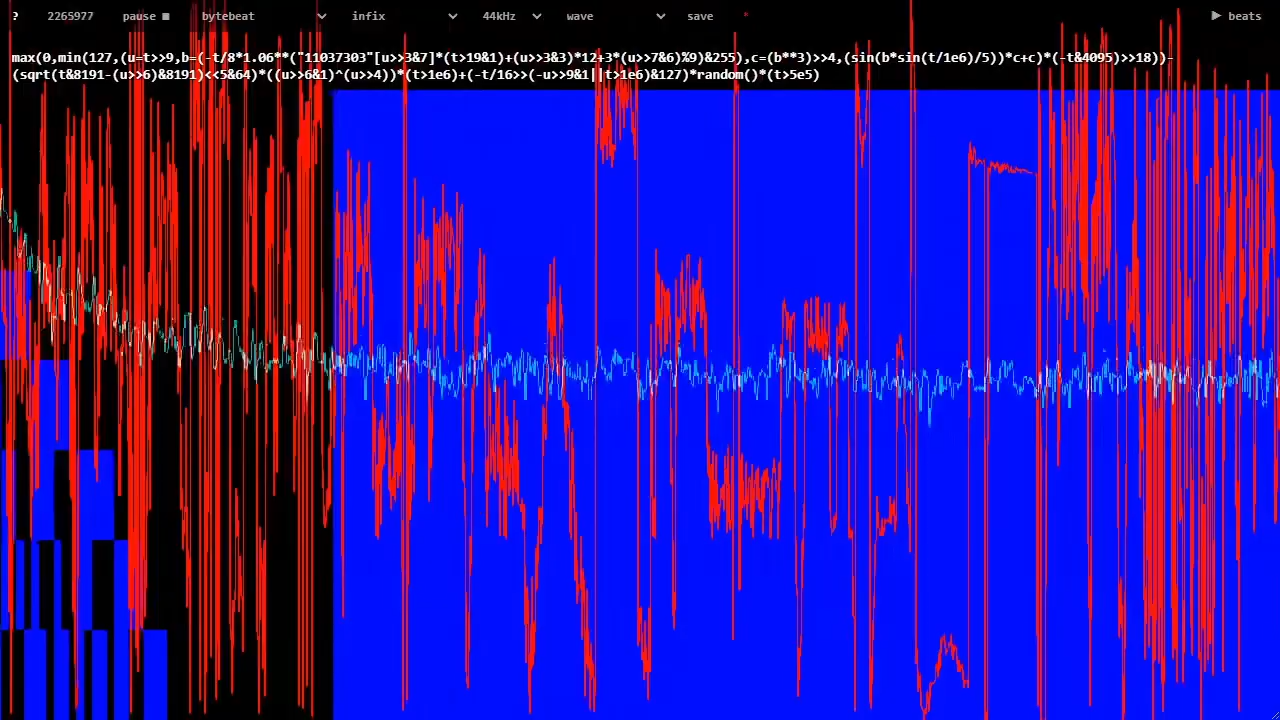 ? 2265977 pause ■ bytebeat infix 44kHz wave save ▶ beats
max(0,min(127,(u=t>>9,b=(-t/8*1.06**("11037303"[u>>3&7]*(t>19&1)+(u>>3&3)*12+3*(u>>7&6)%9)&255),c=(b**3)>>4,(sin(b*sin(t/1e6)/5))*c+c)*(-t&4095)>>18))-
(sqrt(t&8191-(u>>6)&8191)<<5&64)*((u>>6&1)^(u>>4))*(t>1e6)+(-t/16>>(-u>>9&1||t>1e6)&127)*random()*(t>5e5)